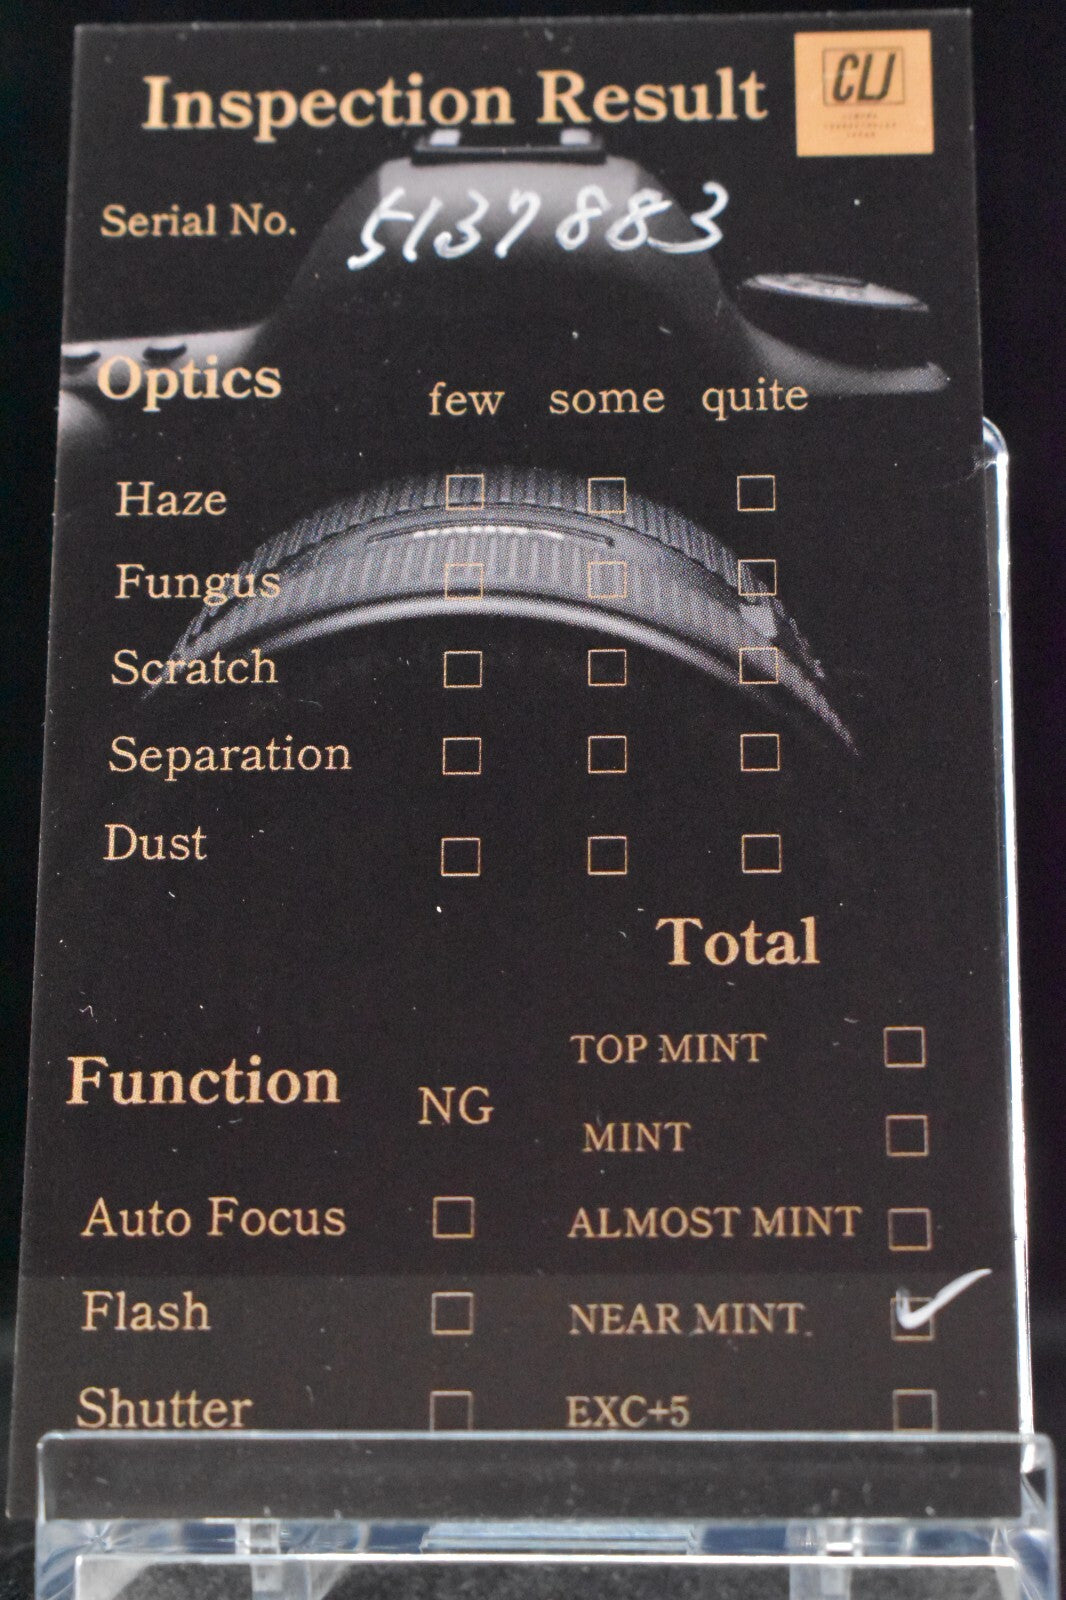 Inspection Result
CLJ
Serial No. 5137883
Optics few some quite
Haze
Fungus
Scratch
Separation
Dust
Total
TOP MINT
Function NG
MINT
Auto Focus
ALMOST MINT
Flash
NEAR MINT
Shutter
EXC+5